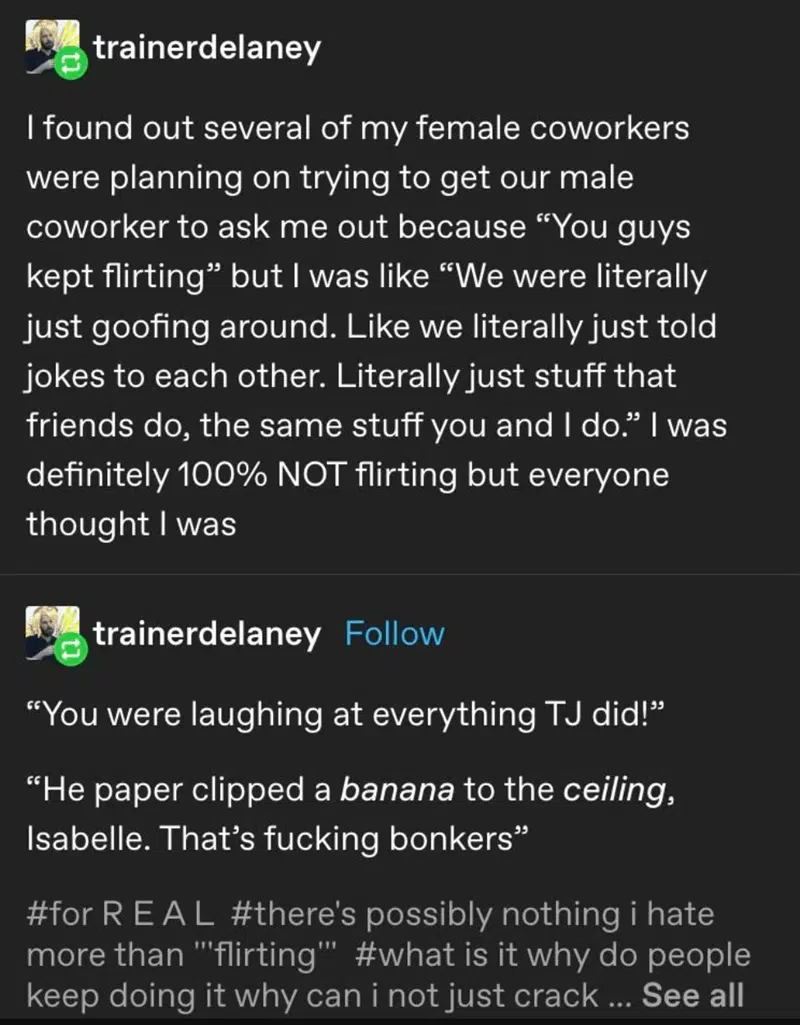 trainerdelaney
I found out several of my female coworkers
were planning on trying to get our male
coworker to ask me out because “You guys
kept flirting” but I was like “We were literally
just goofing around. Like we literally just told
jokes to each other. Literally just stuff that
friends do, the same stuff you and I do.” I was
definitely 100% NOT flirting but everyone
thought I was
trainerdelaney Follow
“You were laughing at everything TJ did!”
“He paper clipped a banana to the ceiling,
Isabelle. That’s fucking bonkers”
#for R E A L #there's possibly nothing i hate
more than "'flirting'" #what is it why do people
keep doing it why can i not just crack ... See all